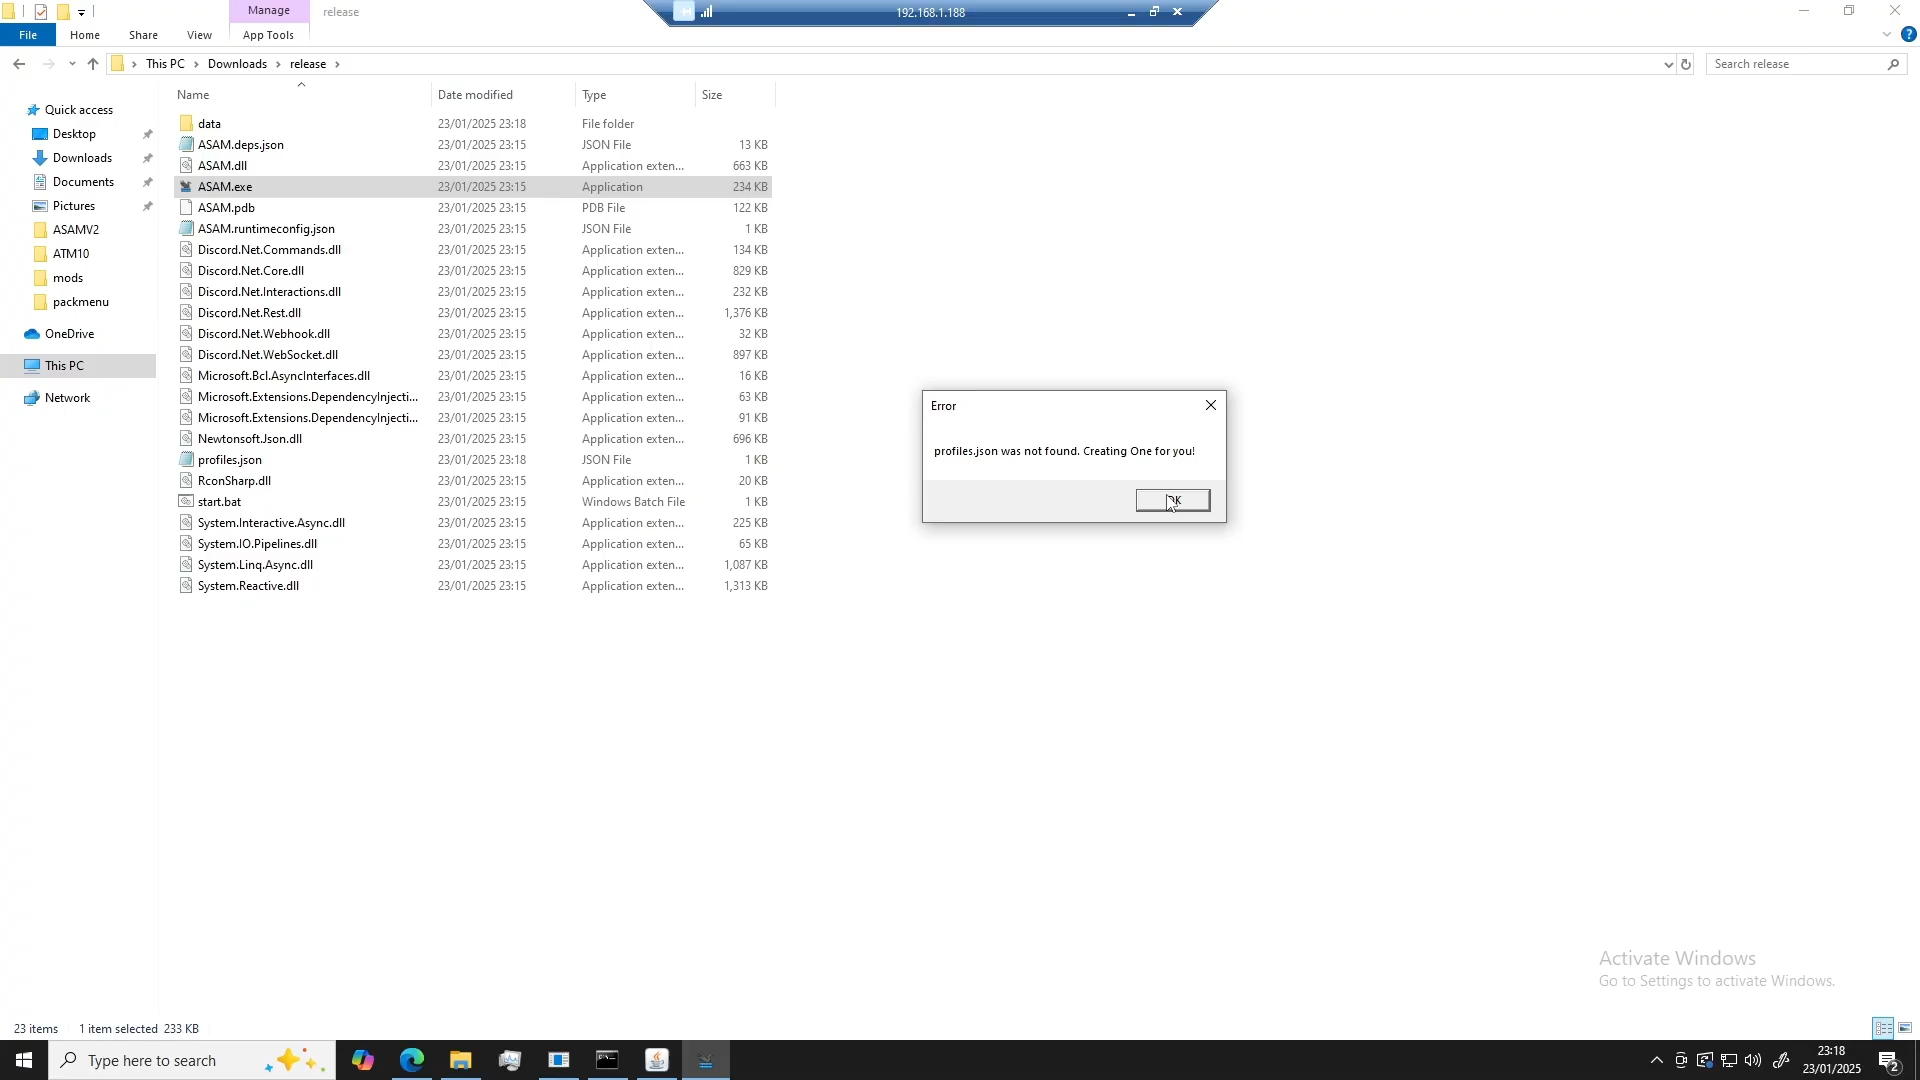 Manage
release
192.168.1.188
File
Home
Share
View
App Tools
This PC
Downloads
release
Search release
Name
Date modified
Type
Size
Quick access
Desktop
Downloads
Documents
Pictures
ASAMV2
ATM10
mods
packmenu
OneDrive
This PC
Network
data 23/01/2025 23:18 File folder
ASAM.deps.json 23/01/2025 23:15 JSON File 13 KB
ASAM.dll 23/01/2025 23:15 Application exten... 663 KB
ASAM.exe 23/01/2025 23:15 Application 234 KB
ASAM.pdb 23/01/2025 23:15 PDB File 122 KB
ASAM.runtimeconfig.json 23/01/2025 23:15 JSON File 1 KB
Discord.Net.Commands.dll 23/01/2025 23:15 Application exten... 134 KB
Discord.Net.Core.dll 23/01/2025 23:15 Application exten... 829 KB
Discord.Net.Interactions.dll 23/01/2025 23:15 Application exten... 232 KB
Discord.Net.Rest.dll 23/01/2025 23:15 Application exten... 1,376 KB
Discord.Net.Webhook.dll 23/01/2025 23:15 Application exten... 32 KB
Discord.Net.WebSocket.dll 23/01/2025 23:15 Application exten... 897 KB
Microsoft.Bcl.AsyncInterfaces.dll 23/01/2025 23:15 Application exten... 16 KB
Microsoft.Extensions.DependencyInjecti... 23/01/2025 23:15 Application exten... 63 KB
Microsoft.Extensions.DependencyInjecti... 23/01/2025 23:15 Application exten... 91 KB
Newtonsoft.Json.dll 23/01/2025 23:15 Application exten... 696 KB
profiles.json 23/01/2025 23:18 JSON File 1 KB
RconSharp.dll 23/01/2025 23:15 Application exten... 20 KB
start.bat 23/01/2025 23:15 Windows Batch File 1 KB
System.Interactive.Async.dll 23/01/2025 23:15 Application exten... 225 KB
System.IO.Pipelines.dll 23/01/2025 23:15 Application exten... 65 KB
System.Linq.Async.dll 23/01/2025 23:15 Application exten... 1,087 KB
System.Reactive.dll 23/01/2025 23:15 Application exten... 1,313 KB
Error
profiles.json was not found. Creating One for you!
OK
Activate Windows
Go to Settings to activate Windows.
23 items 1 item selected 233 KB
Type here to search
23:18
23/01/2025
2